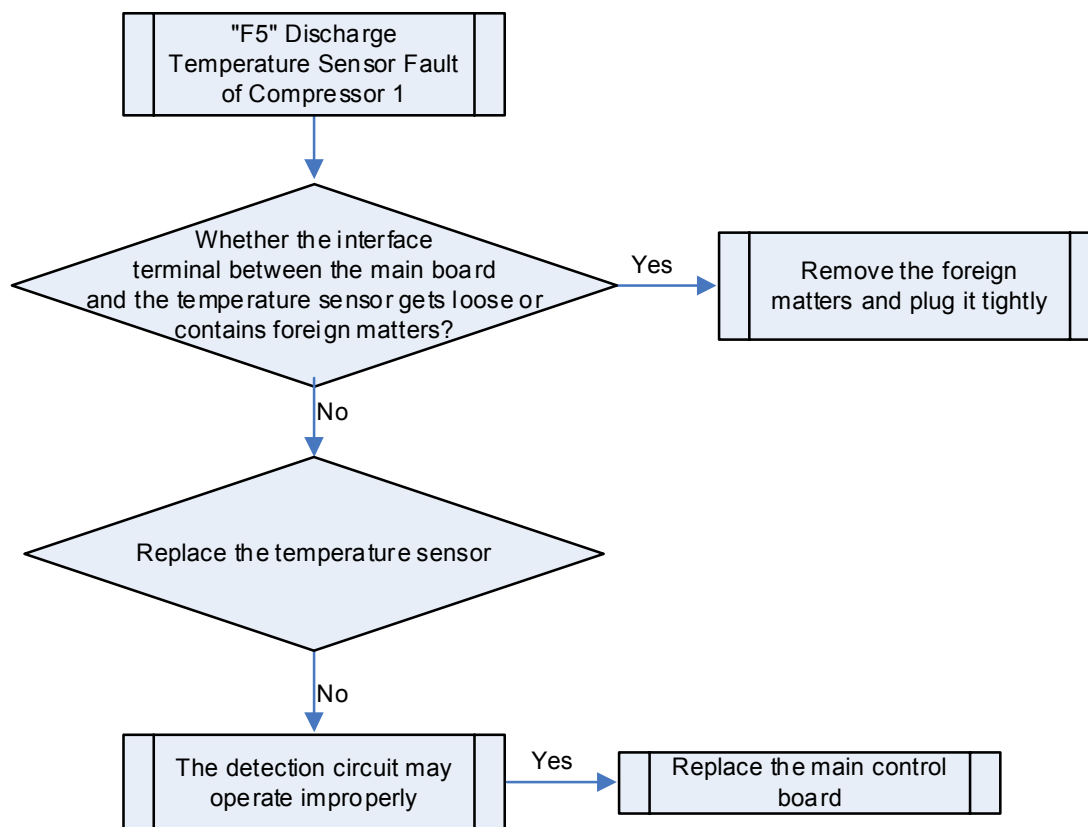 "F5" Discharge
Temperature Sensor Fault
of Compressor 1
Whether the interface
terminal between the main board
and the temperature sensor gets loose or
contains foreign matters?
Yes
Remove the foreign
matters and plug it tightly
No
Replace the temperature sensor
No
The detection circuit may
operate improperly
Yes
Replace the main control
board